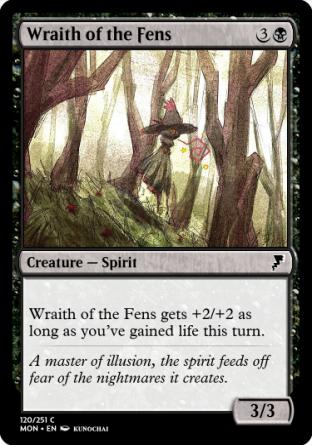 Wraith of the Fens 3
Creature — Spirit
Wraith of the Fens gets +2/+2 as
long as you've gained life this turn.
A master of illusion, the spirit feeds off
fear of the nightmares it creates.
3/3
120/251 C
MON • EN KUNOCHAI